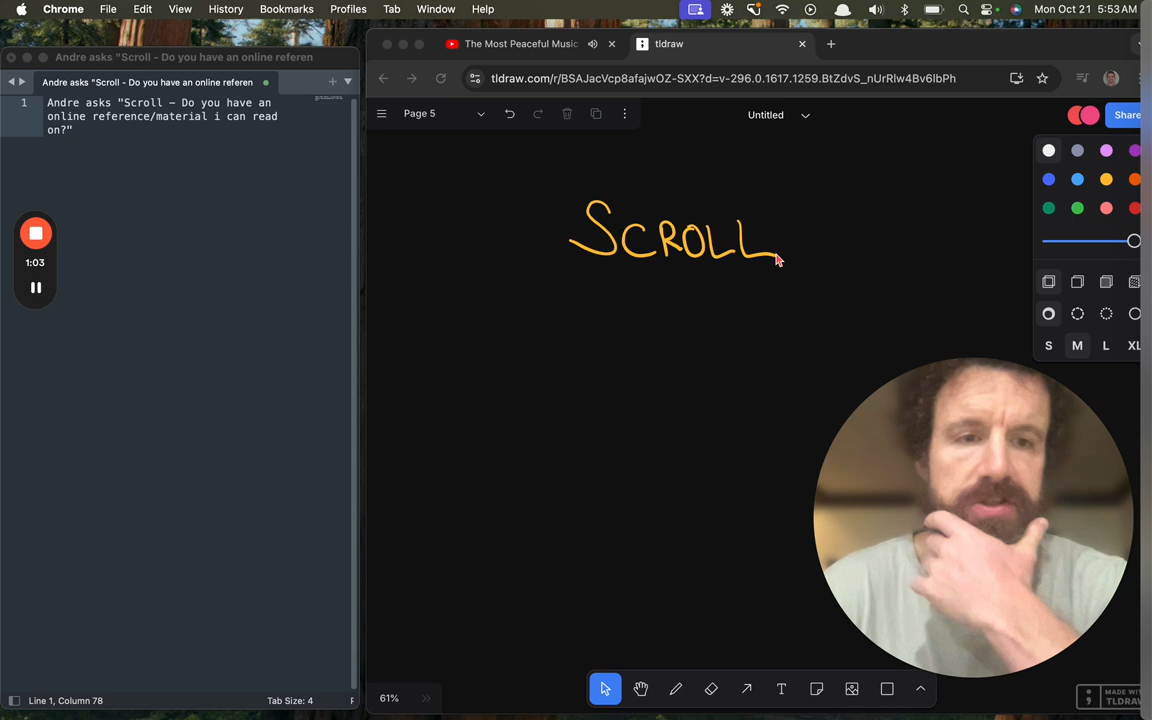 Chrome File Edit View History Bookmarks Profiles Tab Window Help Mon Oct 21 5:53 AM
Andre asks "Scroll - Do you have an online referen
Andre asks "Scroll - Do you have an online referen
1 Andre asks "Scroll – Do you have an
online reference/material i can read
on?"
1:03
Line 1, Column 78 Tab Size: 4
The Most Peaceful Music
tldraw
tldraw.com/r/BSAJacVcp8afajwOZ-SXX?d=v-296.0.1617.1259.BtZdvS_nUrRlw4Bv6lbPh
Page 5 Untitled Share
SCROLL
S M L XL
61%
MADE WITH
TLDRAW